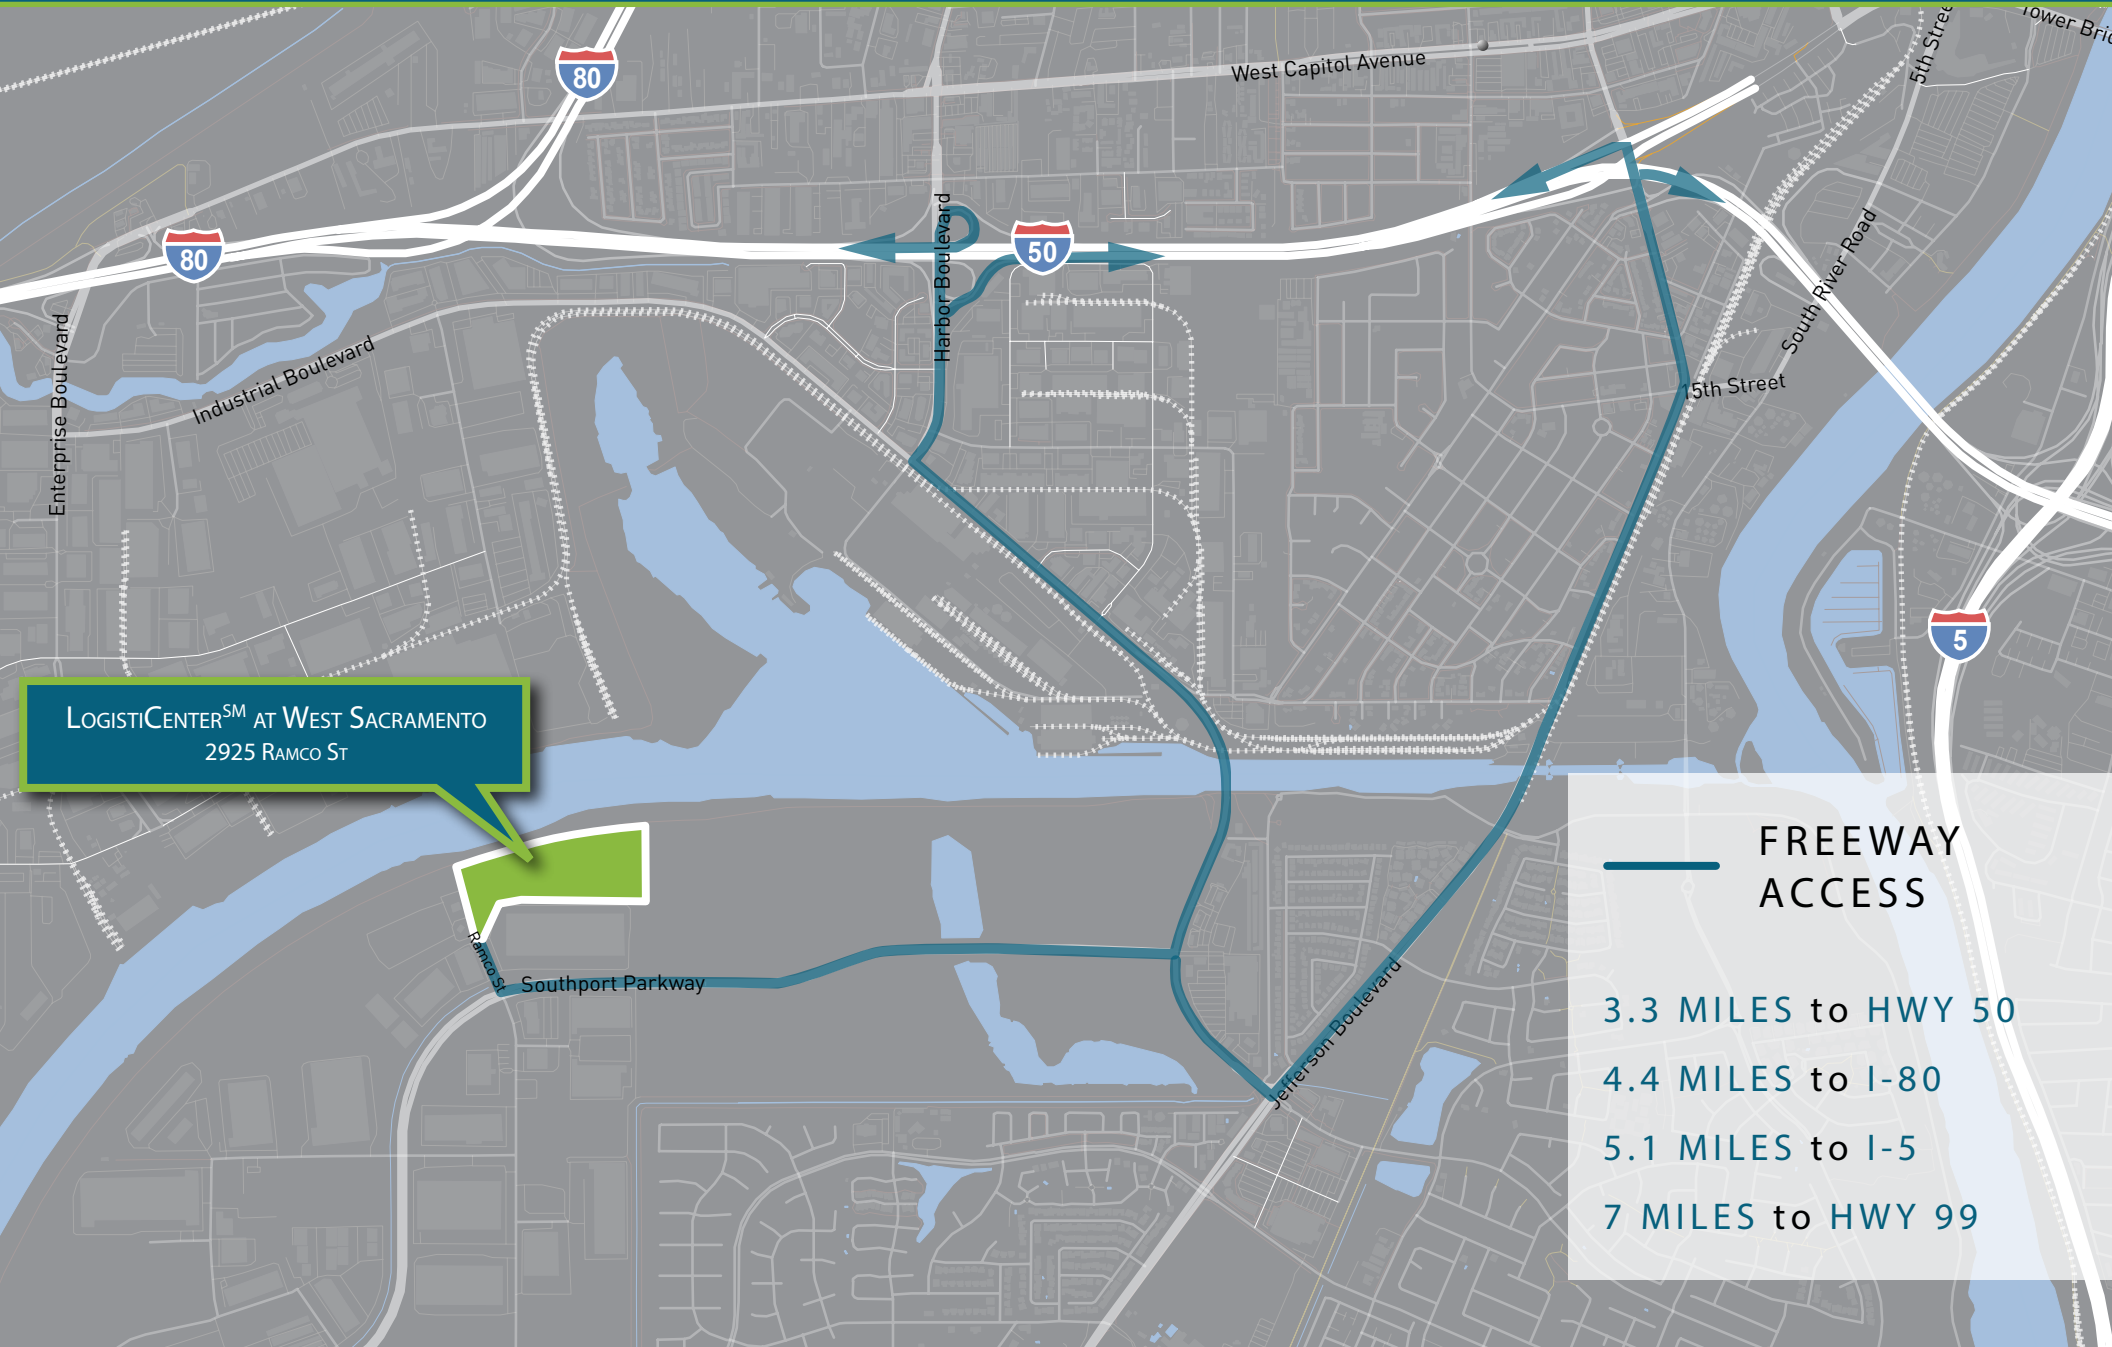 Tower Bri
5th Stree
80
West Capitol Avenue
80
Harbor Boulevard
50
South River Road
Enterprise Boulevard
Industrial Boulevard
15th Street
5
LogistiCenterSM at West Sacramento
2925 Ramco St
Ramco St
Southport Parkway
Jefferson Boulevard
FREEWAY
ACCESS
3.3 MILES to HWY 50
4.4 MILES to I-80
5.1 MILES to I-5
7 MILES to HWY 99